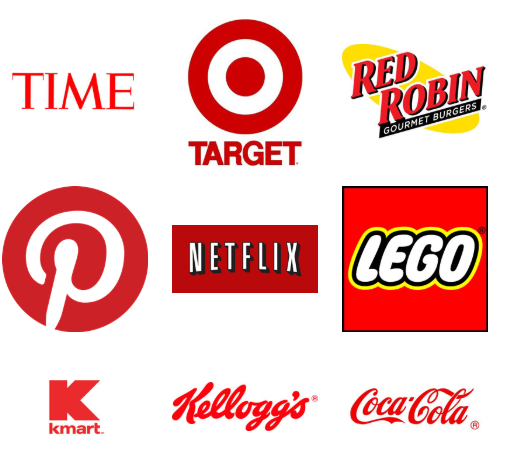 TIME
TARGET
RED
ROBIN®
GOURMET BURGERS
NETFLIX
LEGO®
K
kmart
Kellogg's®
Coca-Cola®